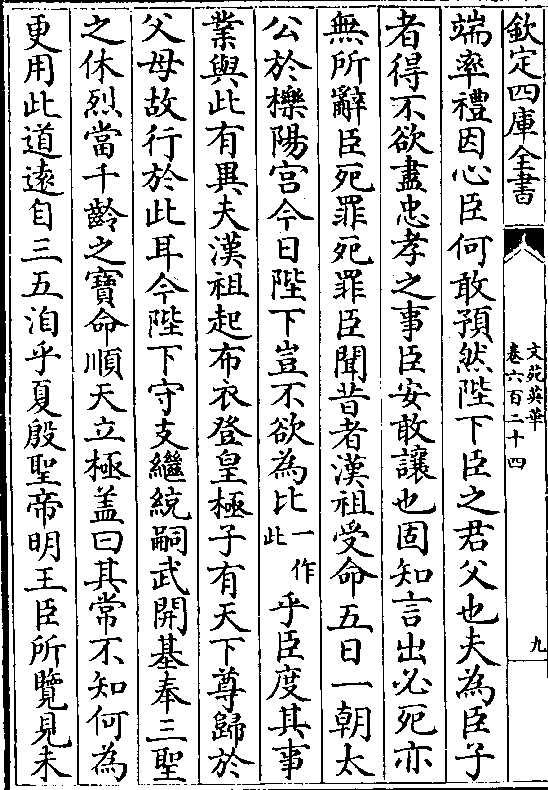 欽定四庫全書
文苑英華
卷六百二十四
九
端率禮因心臣何敢預然陛下臣之君父也夫為臣子
者得不欲盡忠孝之事臣安敢讓也固知言出必死亦
無所辭臣死罪死罪臣聞昔者漢祖受命五日一朝太
公於櫟陽宮今日陛下豈不欲為比一作此乎臣度其事
業與此有異夫漢祖起布衣登皇極子有天下尊歸於
父母故行於此耳今陛下守支繼統嗣武開基奉三聖
之休烈當千齡之寶命順天立極盖曰其常不知何為
更用此道逺自三五洎乎夏殷聖帝明王臣所覽見未